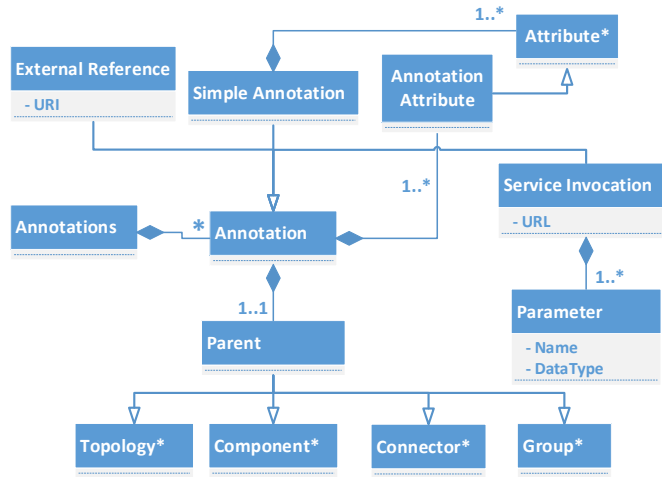 1..*
Attribute*
External Reference
- URI
Simple Annotation
Annotation
Attribute
1..*
Service Invocation
- URL
Annotations
*
Annotation
1..1
1..*
Parent
Parameter
- Name
- DataType
Topology*
Component*
Connector*
Group*